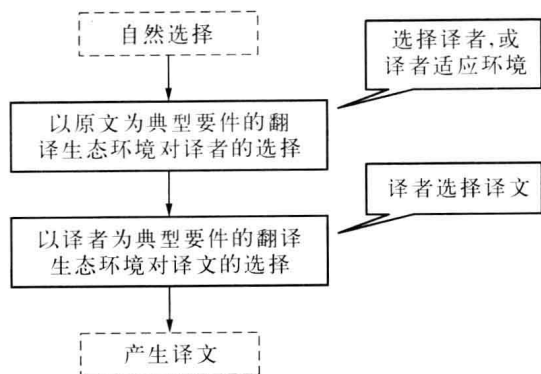 自然选择
选择译者,或
译者适应环境
以原文为典型要件的翻
译生态环境对译者的选择
译者选择译文
以译者为典型要件的翻译
生态环境对译文的选择
产生译文